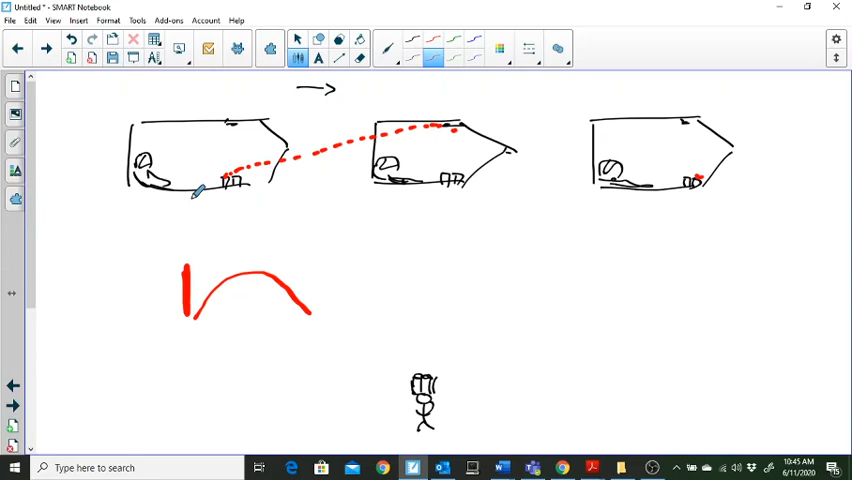 Untitled * - SMART Notebook
File Edit View Insert Format Tools Add-ons Account Help
Type here to search
10:45 AM
6/11/2020